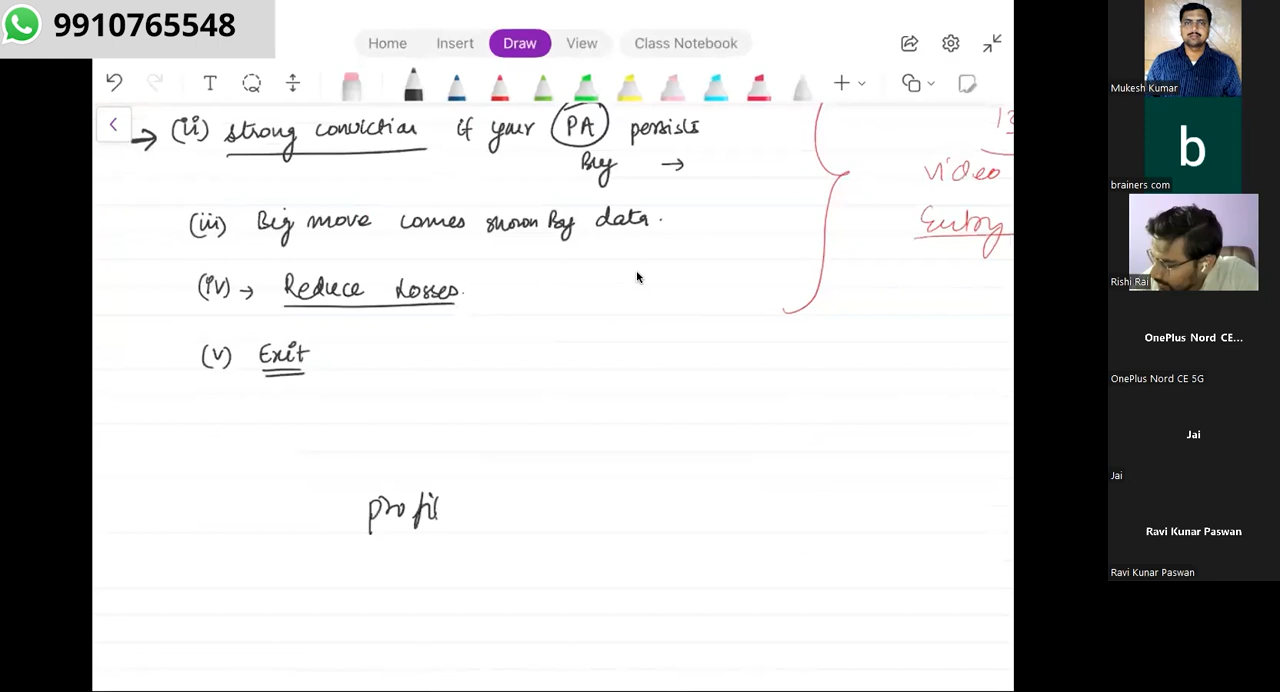 9910765548
Home Insert Draw View Class Notebook
(ii) strong conviction if your PA persists
Buy
(iii) Big move comes shown By data.
(iv) → Reduce Losses.
(v) Exit
profi
video
Entry
Mukesh Kumar
b
brainers com
Rishi Rai
OnePlus Nord CE...
OnePlus Nord CE 5G
Jai
Jai
Ravi Kunar Paswan
Ravi Kunar Paswan